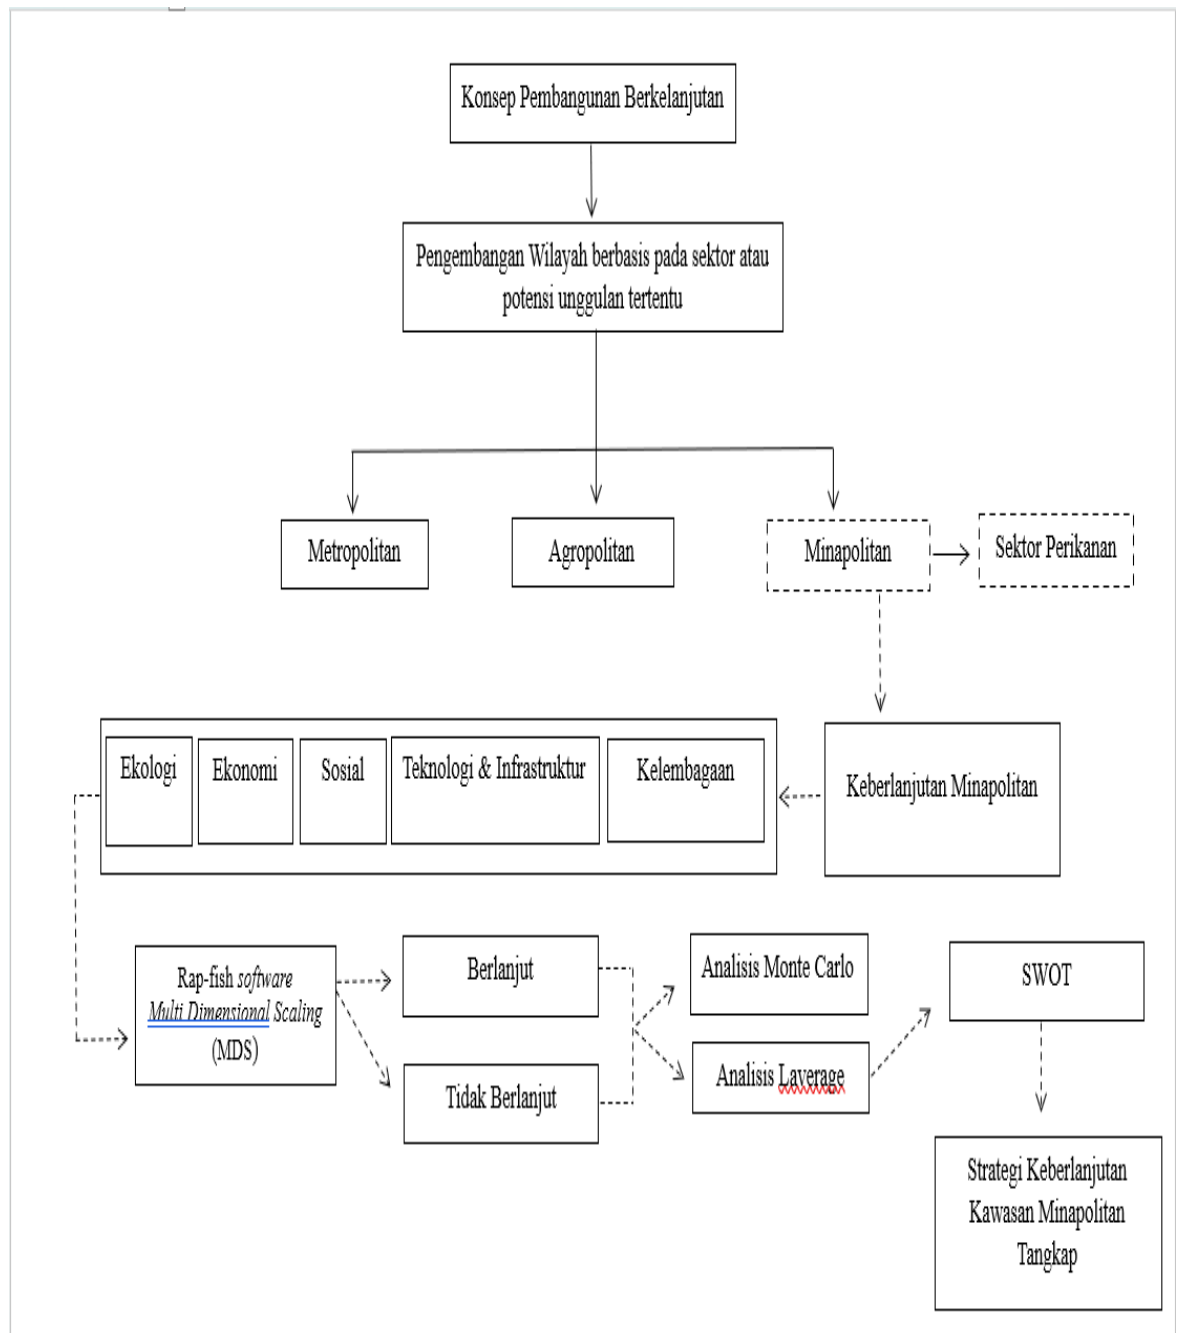 Konsep Pembangunan Berkelanjutan
Pengembangan Wilayah berbasis pada sektor atau
potensi unggulan tertentu
Metropolitan
Agropolitan
Minapolitan
Sektor Perikanan
Ekologi
Ekonomi
Sosial
Teknologi & Infrastruktur
Kelembagaan
Keberlanjutan Minapolitan
Rap-fish software
Multi Dimensional Scaling
(MDS)
Berlanjut
Tidak Berlanjut
Analisis Monte Carlo
Analisis Laverage
SWOT
Strategi Keberlanjutan
Kawasan Minapolitan
Tangkap